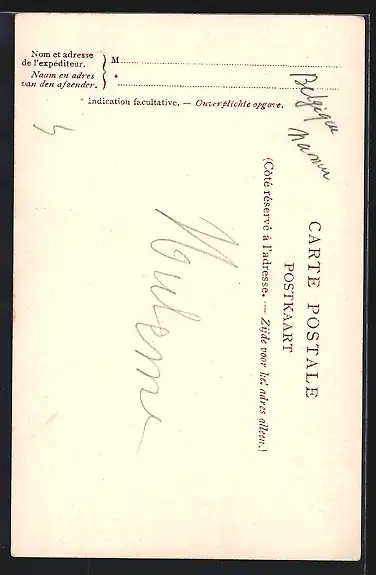 Nom et adresse
de l'expéditeur.
Naam en adres
van den afzender.
M
*
* Indication facultative. — Onverplichte opgave.
Belgique
Namur
CARTE POSTALE
POSTKAART
(Côté réservé à l'adresse. — Zijde voor het adres alleen.)